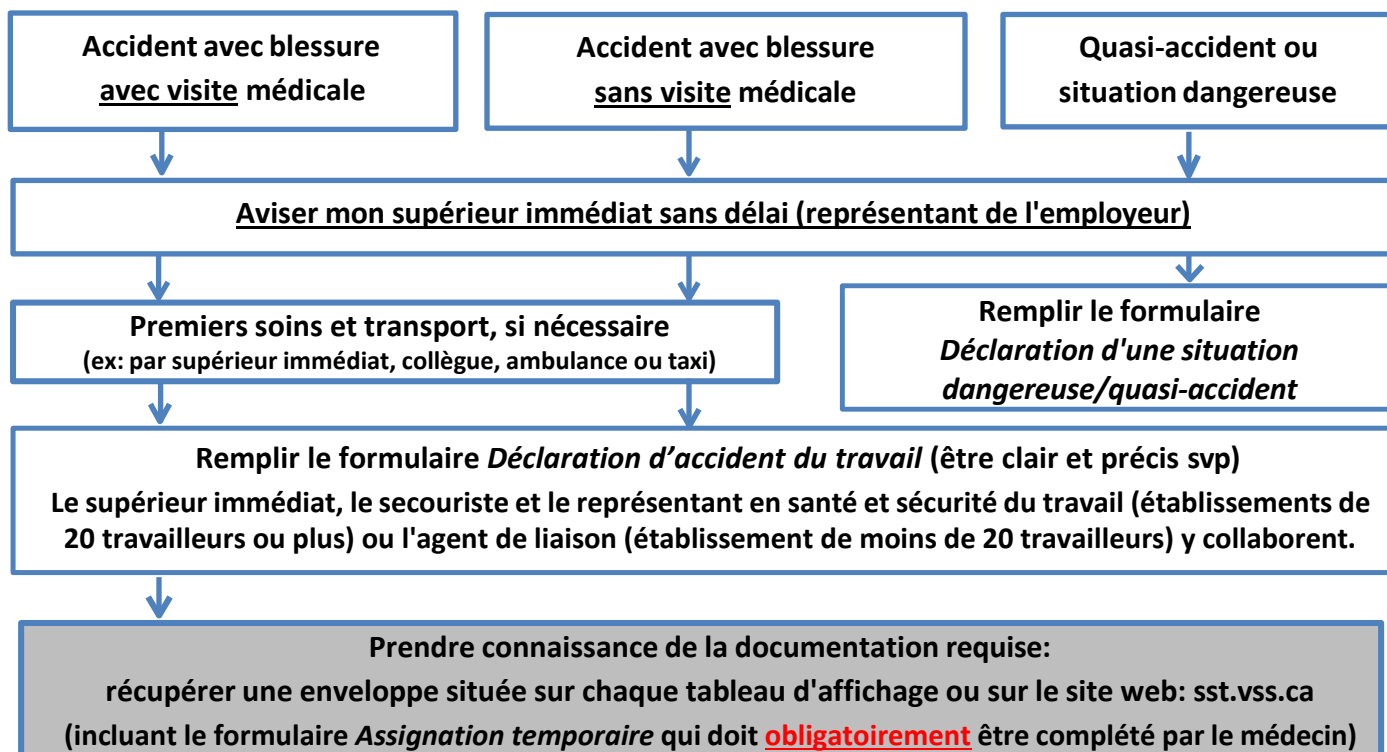 Accident avec blessure
avec visite médicale
Accident avec blessure
sans visite médicale
Quasi-accident ou
situation dangereuse
Aviser mon supérieur immédiat sans délai (représentant de l'employeur)
Premiers soins et transport, si nécessaire
(ex: par supérieur immédiat, collègue, ambulance ou taxi)
Remplir le formulaire
Déclaration d'une situation
dangereuse/quasi-accident
Remplir le formulaire Déclaration d’accident du travail (être clair et précis svp)
Le supérieur immédiat, le secouriste et le représentant en santé et sécurité du travail (établissements de
20 travailleurs ou plus) ou l'agent de liaison (établissement de moins de 20 travailleurs) y collaborent.
Prendre connaissance de la documentation requise:
récupérer une enveloppe située sur chaque tableau d'affichage ou sur le site web: sst.vss.ca
(incluant le formulaire Assignation temporaire qui doit obligatoirement être complété par le médecin)